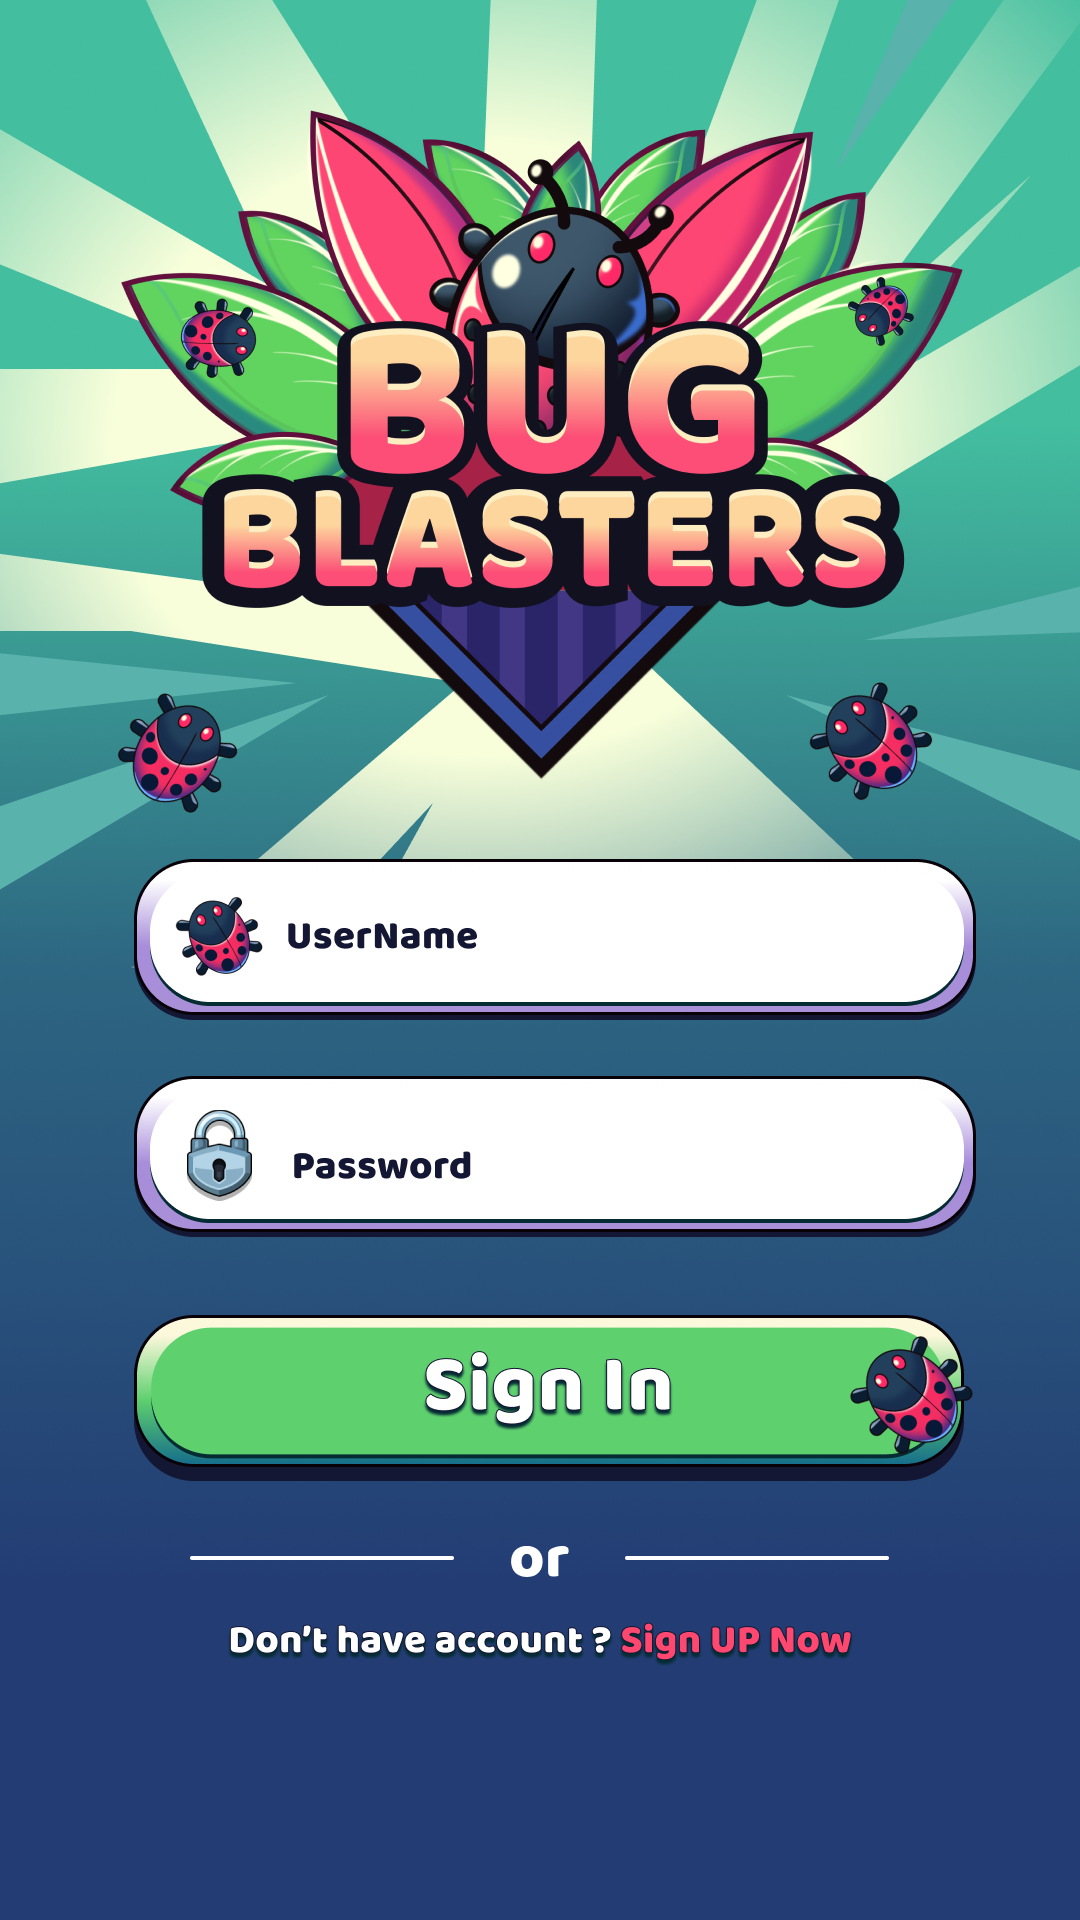 BUG
BLASTERS
UserName
Password
Sign In
or
Don't have account ? Sign UP Now